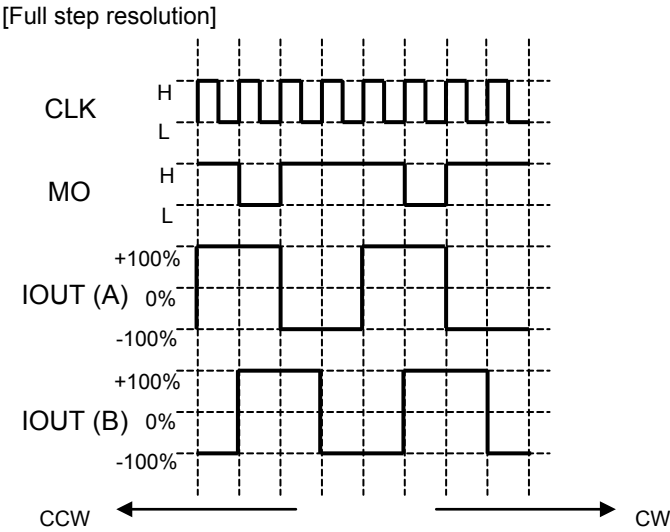 [Full step resolution]
CLK
H
L
MO
H
L
IOUT (A)
+100%
0%
-100%
IOUT (B)
+100%
0%
-100%
CCW
CW